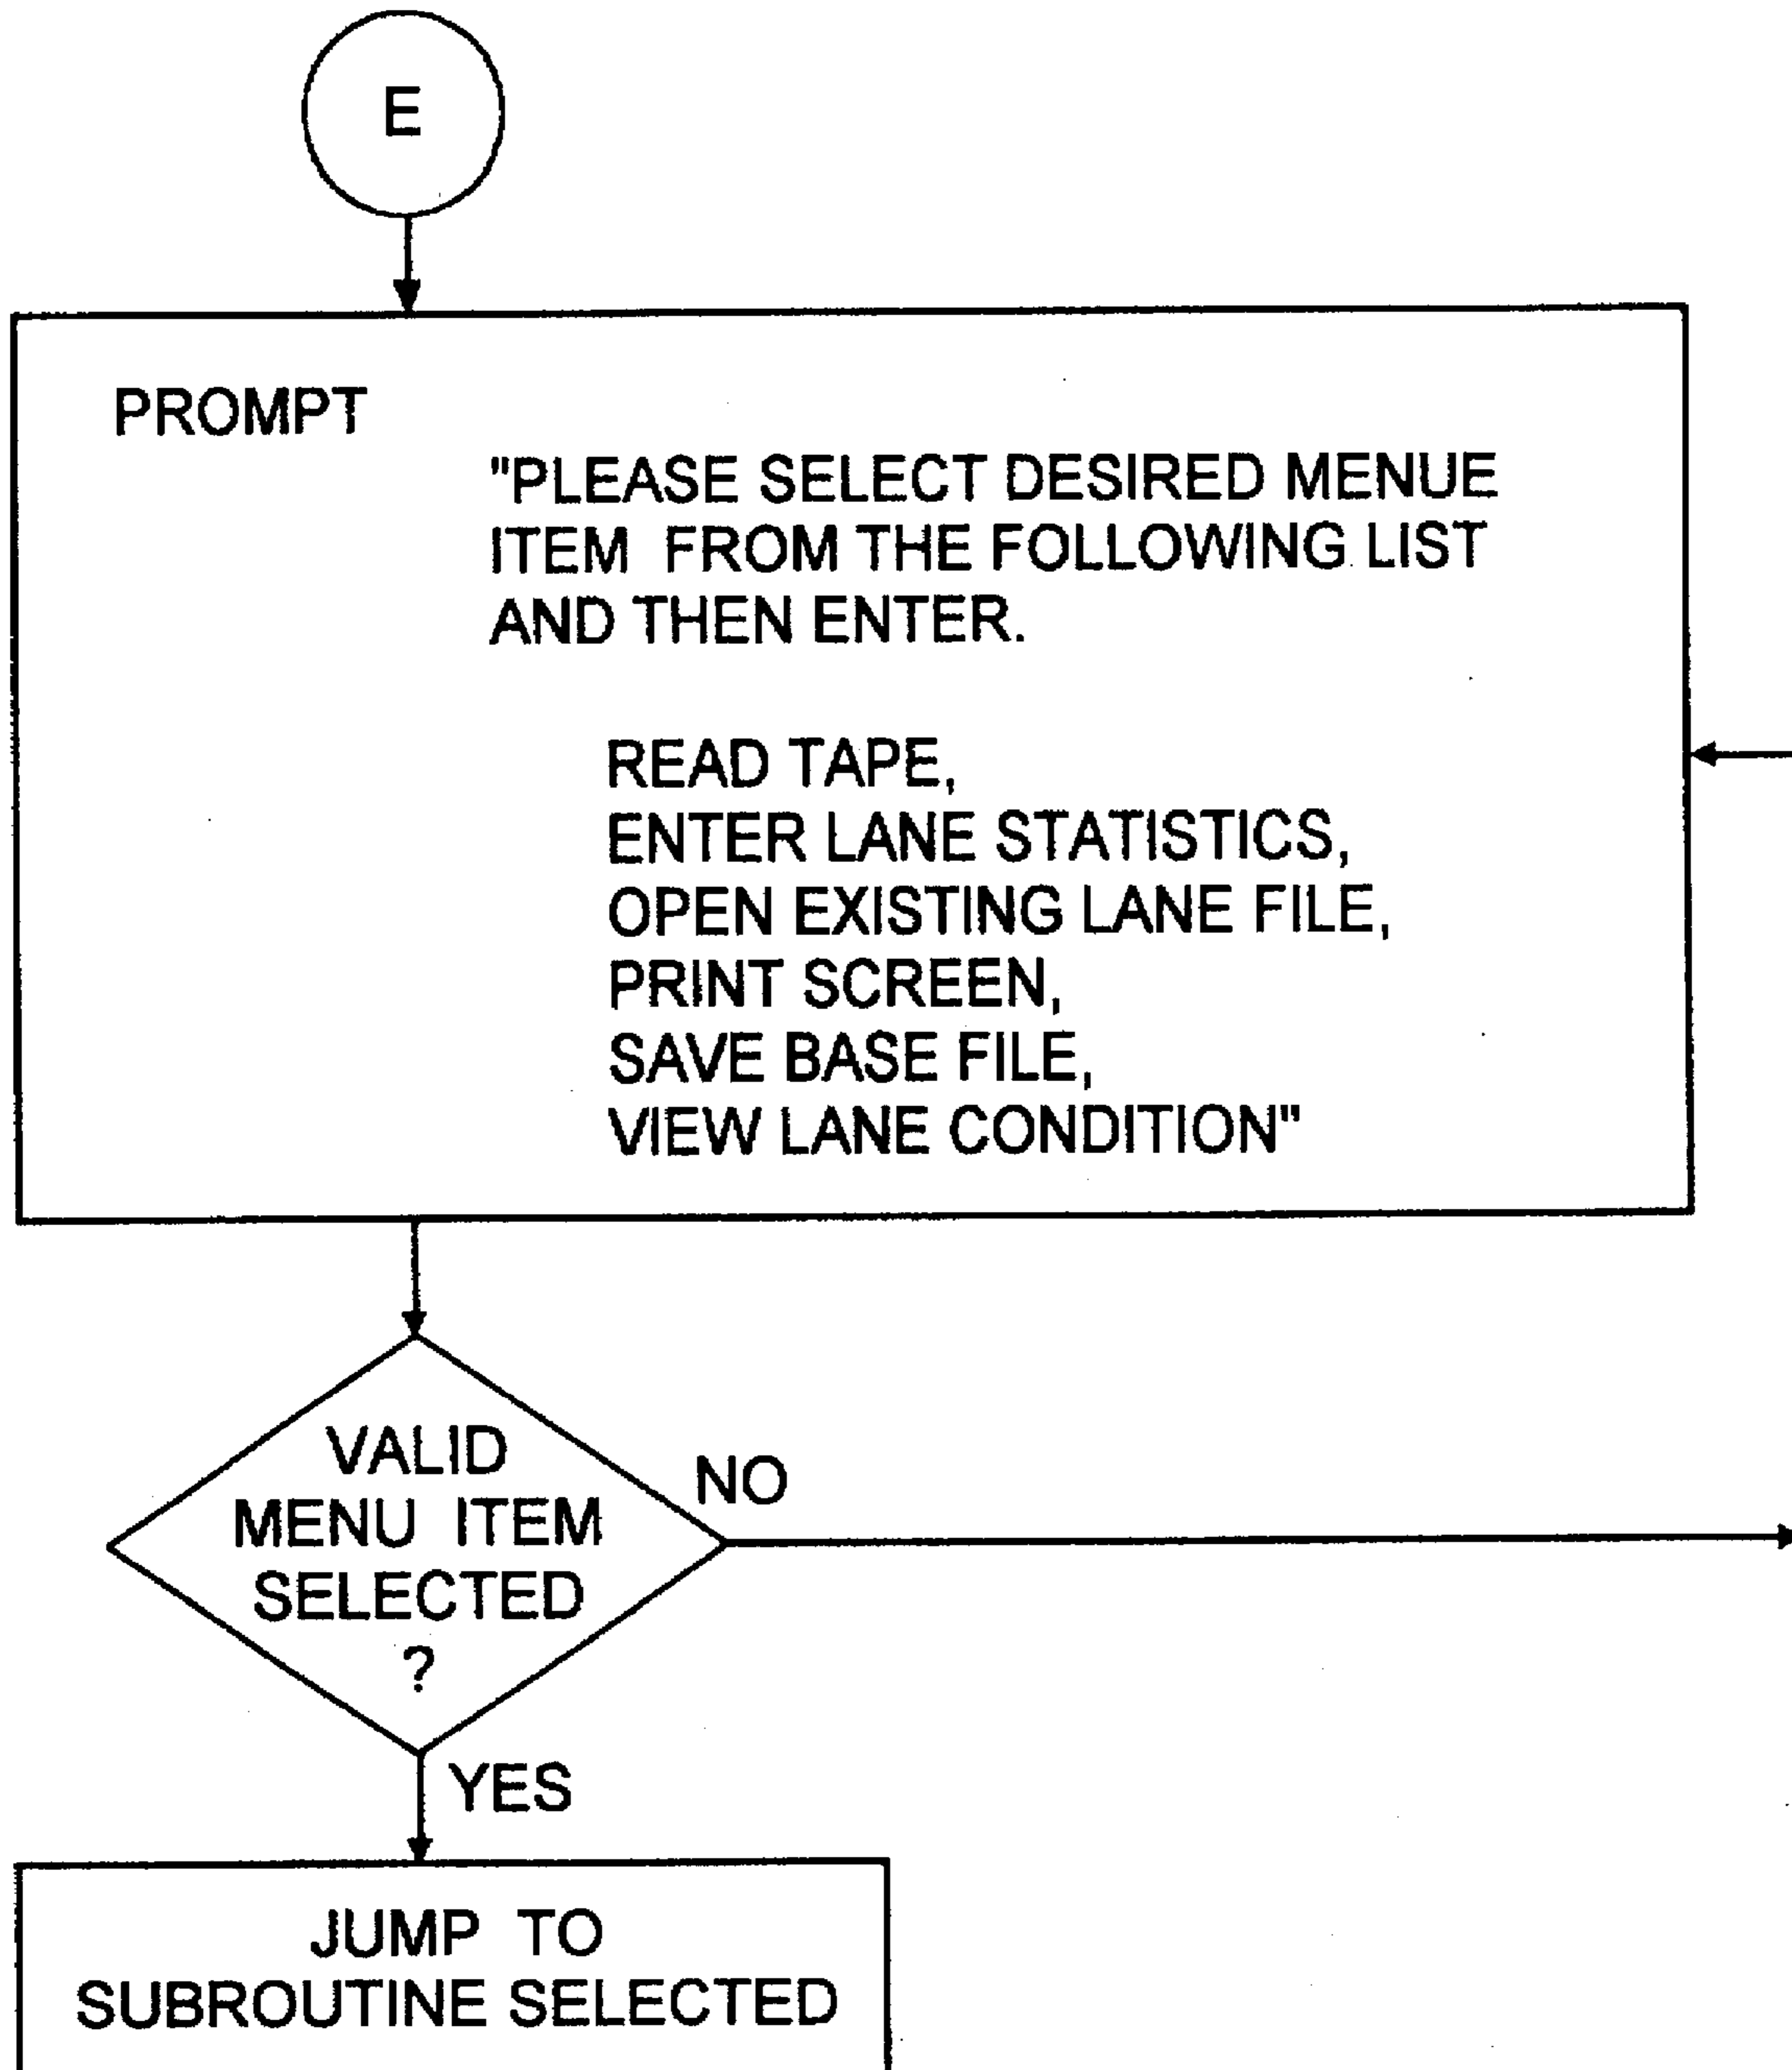 E
PROMPT
"PLEASE SELECT DESIRED MENUE
ITEM FROM THE FOLLOWING LIST
AND THEN ENTER.
READ TAPE,
ENTER LANE STATISTICS,
OPEN EXISTING LANE FILE,
PRINT SCREEN,
SAVE BASE FILE,
VIEW LANE CONDITION"
VALID
MENU ITEM
SELECTED
?
NO
YES
JUMP TO
SUBROUTINE SELECTED